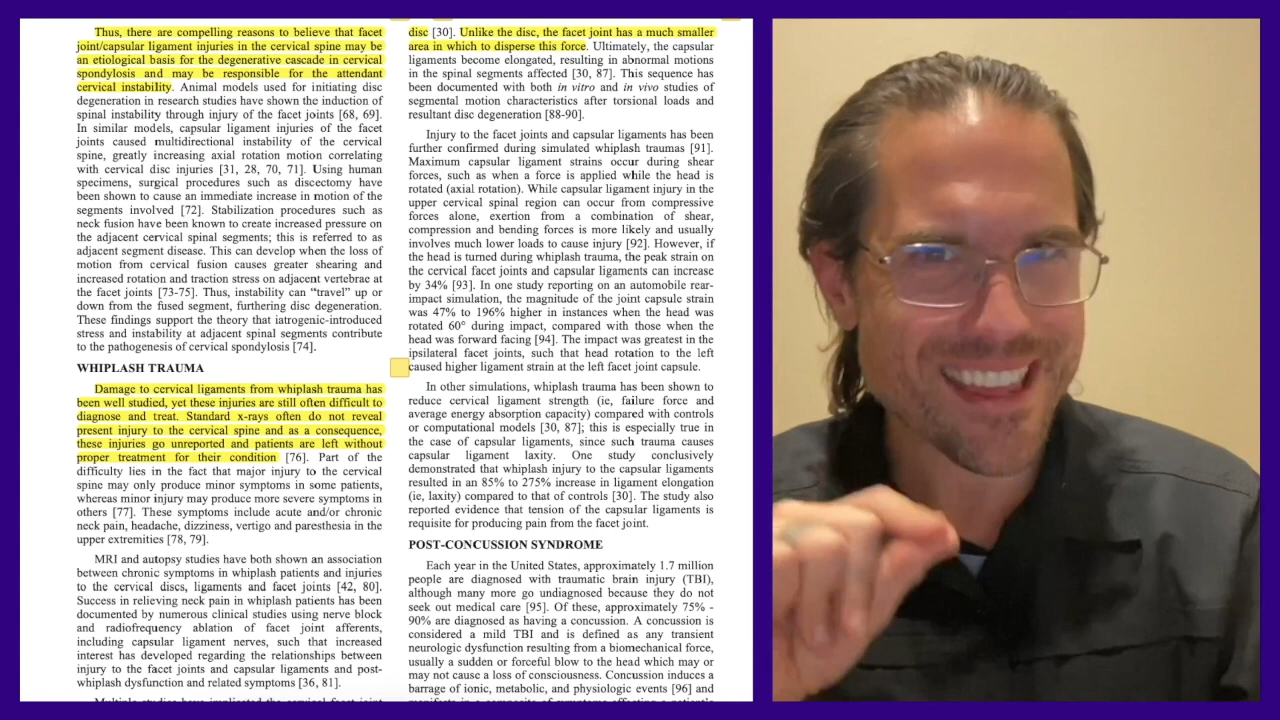 Thus, there are compelling reasons to believe that facet
joint/capsular ligament injuries in the cervical spine may be
an etiological basis for the degenerative cascade in cervical
spondylosis and may be responsible for the attendant
cervical instability. Animal models used for initiating disc
degeneration in research studies have shown the induction of
spinal instability through injury of the facet joints [68, 69].
In similar models, capsular ligament injuries of the facet
joints caused multidirectional instability of the cervical
spine, greatly increasing axial rotation motion correlating
with cervical disc injuries [31, 28, 70, 71]. Using human
specimens, surgical procedures such as discectomy have
been shown to cause an immediate increase in motion of the
segments involved [72]. Stabilization procedures such as
neck fusion have been known to create increased pressure on
the adjacent cervical spinal segments; this is referred to as
adjacent segment disease. This can develop when the loss of
motion from cervical fusion causes greater shearing and
increased rotation and traction stress on adjacent vertebrae at
the facet joints [73-75]. Thus, instability can “travel” up or
down from the fused segment, furthering disc degeneration.
These findings support the theory that iatrogenic-introduced
stress and instability at adjacent spinal segments contribute
to the pathogenesis of cervical spondylosis [74].
WHIPLASH TRAUMA
Damage to cervical ligaments from whiplash trauma has
been well studied, yet these injuries are still often difficult to
diagnose and treat. Standard x-rays often do not reveal
present injury to the cervical spine and as a consequence,
these injuries go unreported and patients are left without
proper treatment for their condition [76]. Part of the
difficulty lies in the fact that major injury to the cervical
spine may only produce minor symptoms in some patients,
whereas minor injury may produce more severe symptoms in
others [77]. These symptoms include acute and/or chronic
neck pain, headache, dizziness, vertigo and paresthesia in the
upper extremities [78, 79].
MRI and autopsy studies have both shown an association
between chronic symptoms in whiplash patients and injuries
to the cervical discs, ligaments and facet joints [42, 80].
Success in relieving neck pain in whiplash patients has been
documented by numerous clinical studies using nerve block
and radiofrequency ablation of facet joint afferents,
including capsular ligament nerves, such that increased
interest has developed regarding the relationships between
injury to the facet joints and capsular ligaments and post-
whiplash dysfunction and related symptoms [36, 81].
disc [30]. Unlike the disc, the facet joint has a much smaller
area in which to disperse this force. Ultimately, the capsular
ligaments become elongated, resulting in abnormal motions
in the spinal segments affected [30, 87]. This sequence has
been documented with both in vitro and in vivo studies of
segmental motion characteristics after torsional loads and
resultant disc degeneration [88-90].
Injury to the facet joints and capsular ligaments has been
further confirmed during simulated whiplash traumas [91].
Maximum capsular ligament strains occur during shear
forces, such as when a force is applied while the head is
rotated (axial rotation). While capsular ligament injury in the
upper cervical spinal region can occur from compressive
forces alone, exertion from a combination of shear,
compression and bending forces is more likely and usually
involves much lower loads to cause injury [92]. However, if
the head is turned during whiplash trauma, the peak strain on
the cervical facet joints and capsular ligaments can increase
by 34% [93]. In one study reporting on an automobile rear-
impact simulation, the magnitude of the joint capsule strain
was 47% to 196% higher in instances when the head was
rotated 60° during impact, compared with those when the
head was forward facing [94]. The impact was greatest in the
ipsilateral facet joints, such that head rotation to the left
caused higher ligament strain at the left facet joint capsule.
In other simulations, whiplash trauma has been shown to
reduce cervical ligament strength (ie, failure force and
average energy absorption capacity) compared with controls
or computational models [30, 87]; this is especially true in
the case of capsular ligaments, since such trauma causes
capsular ligament laxity. One study conclusively
demonstrated that whiplash injury to the capsular ligaments
resulted in an 85% to 275% increase in ligament elongation
(ie, laxity) compared to that of controls [30]. The study also
reported evidence that tension of the capsular ligaments is
requisite for producing pain from the facet joint.
POST-CONCUSSION SYNDROME
Each year in the United States, approximately 1.7 million
people are diagnosed with traumatic brain injury (TBI),
although many more go undiagnosed because they do not
seek out medical care [95]. Of these, approximately 75% -
90% are diagnosed as having a concussion. A concussion is
considered a mild TBI and is defined as any transient
neurologic dysfunction resulting from a biomechanical force,
usually a sudden or forceful blow to the head which may or
may not cause a loss of consciousness. Concussion induces a
barrage of ionic, metabolic, and physiologic events [96] and